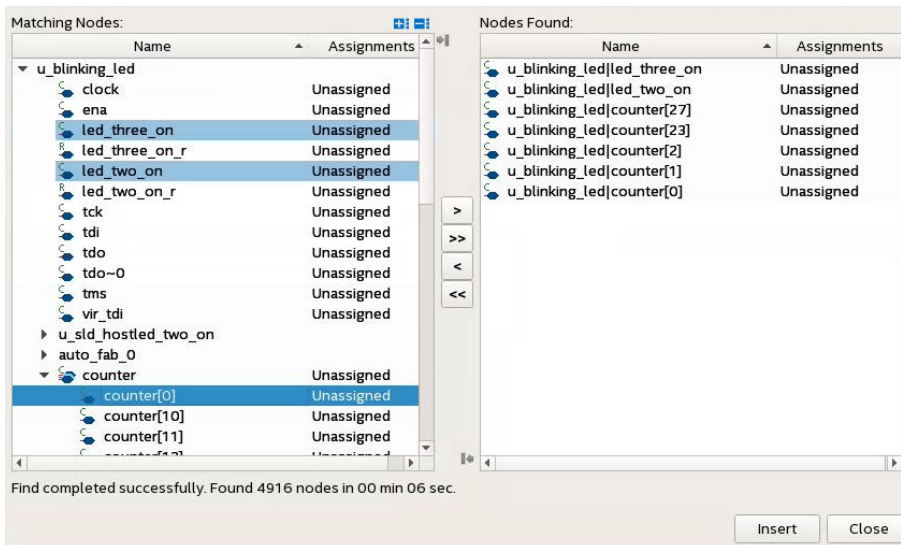 Matching Nodes:
Name Assignments
u_blinking_led
clock Unassigned
ena Unassigned
led_three_on Unassigned
led_three_on_r Unassigned
led_two_on Unassigned
led_two_on_r Unassigned
tck Unassigned
tdi Unassigned
tdo Unassigned
tdo~0 Unassigned
tms Unassigned
vir_tdi Unassigned
u_sld_hostled_two_on
auto_fab_0
counter Unassigned
counter[0] Unassigned
counter[10] Unassigned
counter[11] Unassigned
>
>>
<
<<
Nodes Found:
Name Assignments
u_blinking_led|led_three_on Unassigned
u_blinking_led|led_two_on Unassigned
u_blinking_led|counter[27] Unassigned
u_blinking_led|counter[23] Unassigned
u_blinking_led|counter[2] Unassigned
u_blinking_led|counter[1] Unassigned
u_blinking_led|counter[0] Unassigned
Find completed successfully. Found 4916 nodes in 00 min 06 sec.
Insert Close